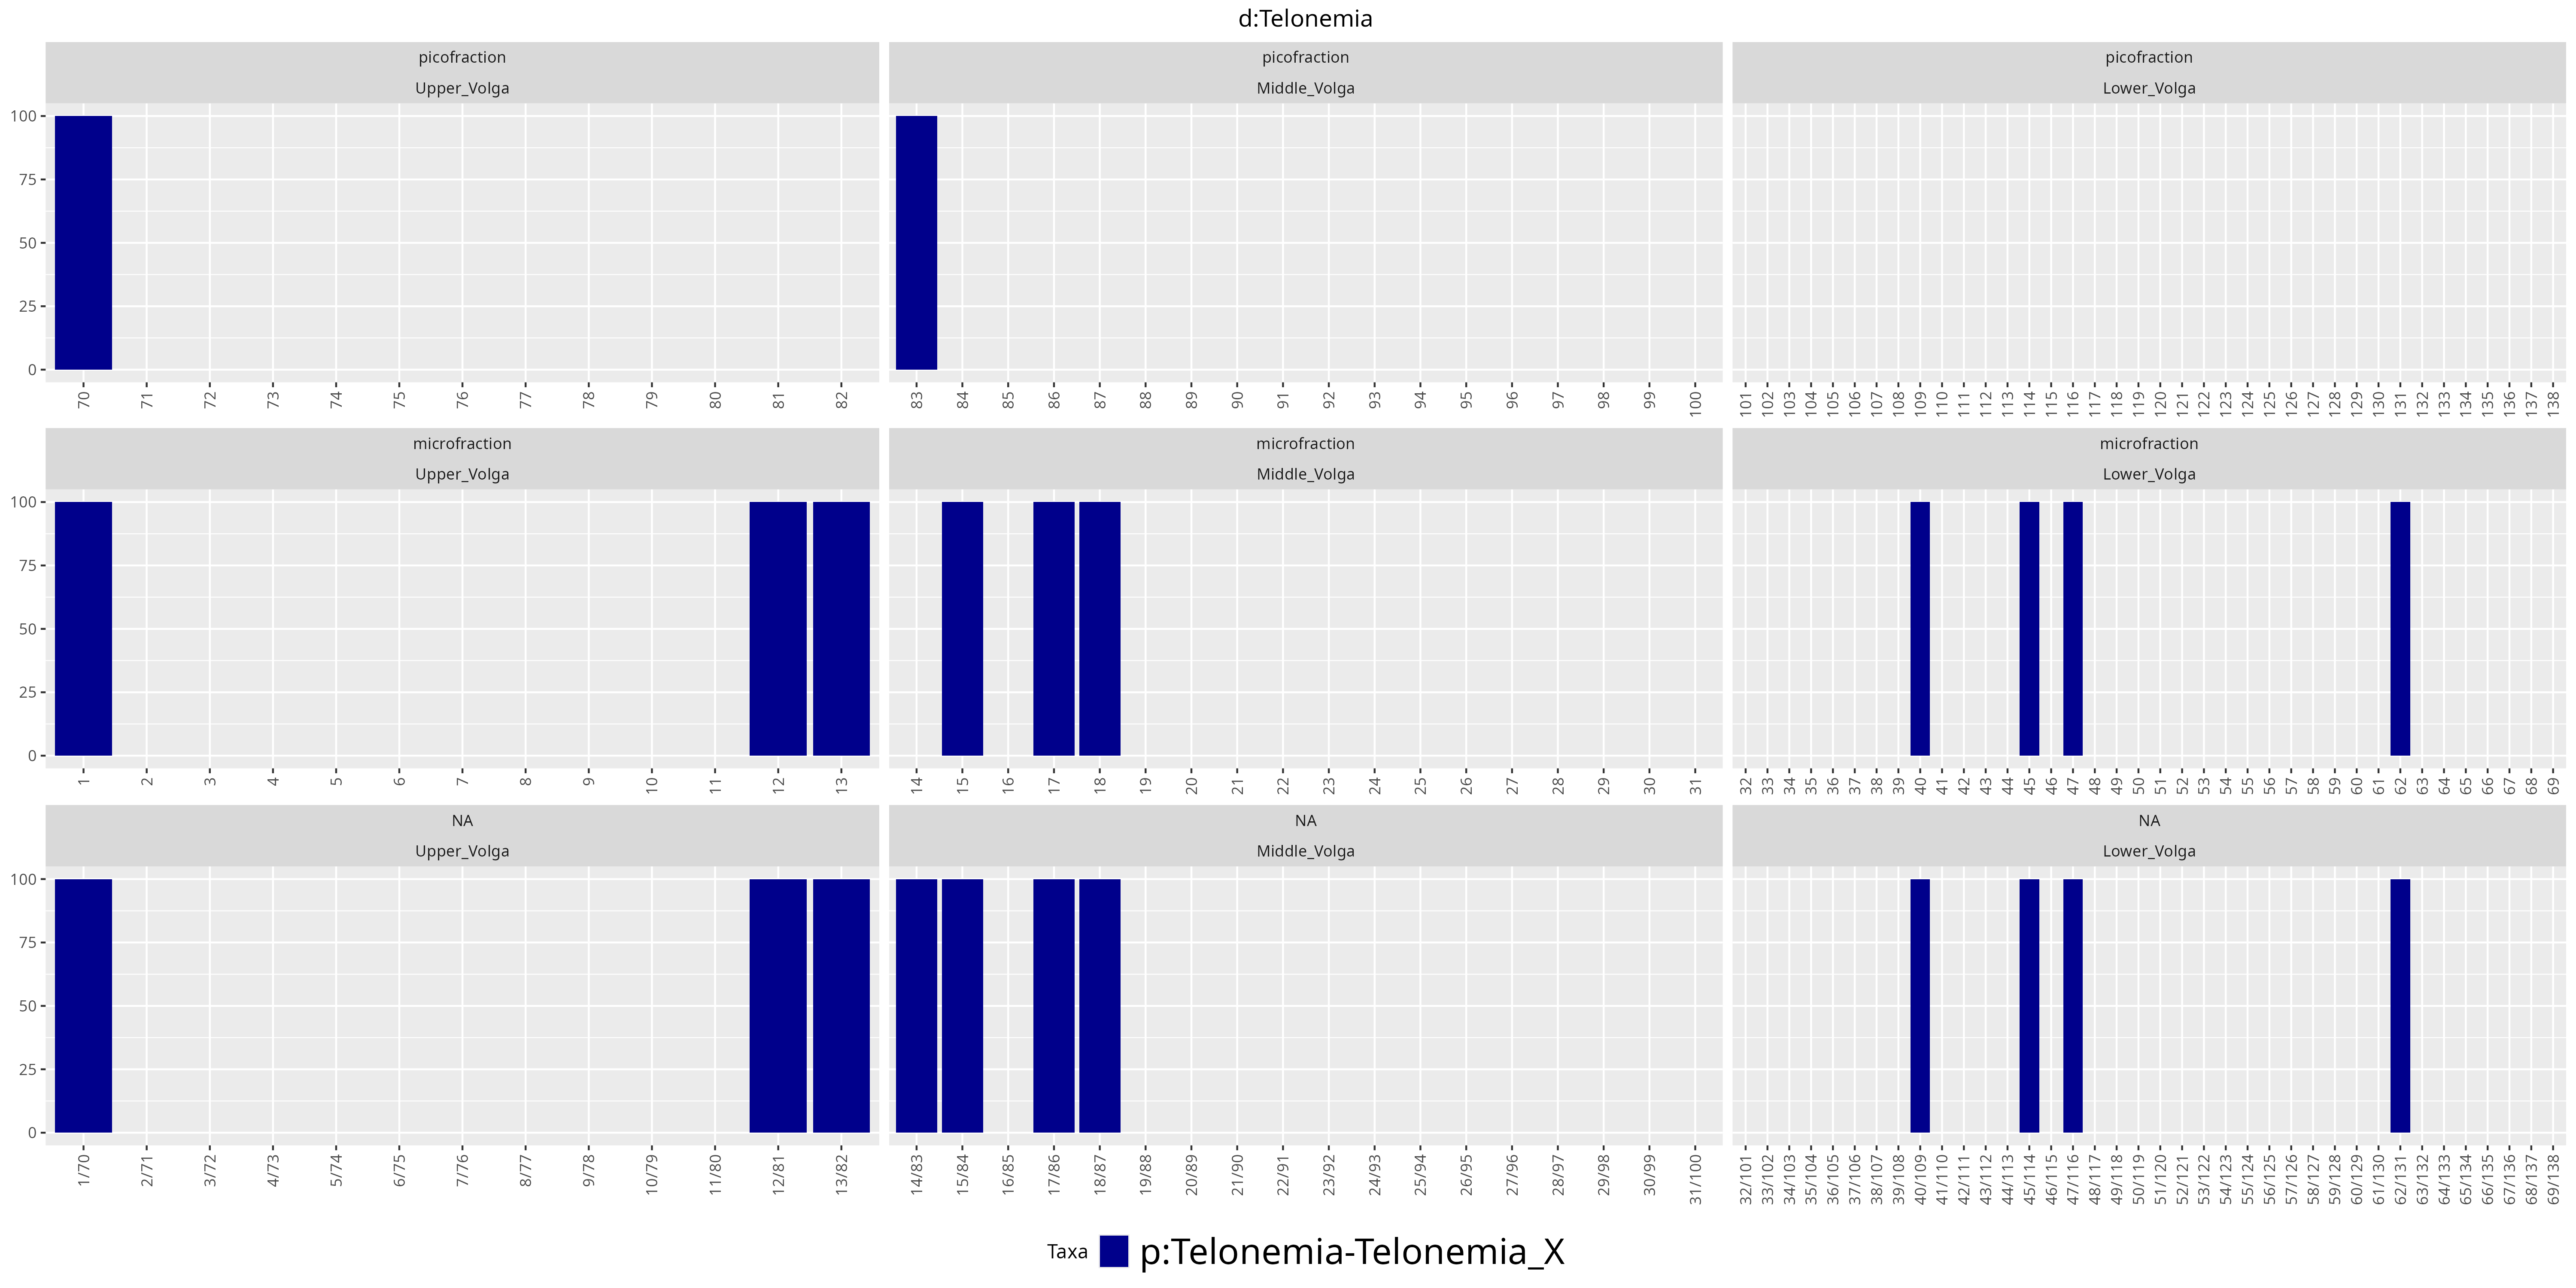 d:Telonemia
picofraction picofraction picofraction
Upper_Volga Middle_Volga Lower_Volga
100
75
50
25
0
70 71 72 73 74 75 76 77 78 79 80 81 82 83 84 85 86 87 88 89 90 91 92 93 94 95 96 97 98 99 100 101 102 103 104 105 106 107 108 109 110 111 112 113 114 115 116 117 118 119 120 121 122 123 124 125 126 127 128 129 130 131 132 133 134 135 136 137 138
microfraction microfraction microfraction
Upper_Volga Middle_Volga Lower_Volga
100
75
50
25
0
1 2 3 4 5 6 7 8 9 10 11 12 13 14 15 16 17 18 19 20 21 22 23 24 25 26 27 28 29 30 31 32 33 34 35 36 37 38 39 40 41 42 43 44 45 46 47 48 49 50 51 52 53 54 55 56 57 58 59 60 61 62 63 64 65 66 67 68 69
NA NA NA
Upper_Volga Middle_Volga Lower_Volga
100
75
50
25
0
1/70 2/71 3/72 4/73 5/74 6/75 7/76 8/77 9/78 10/79 11/80 12/81 13/82 14/83 15/84 16/85 17/86 18/87 19/88 20/89 21/90 22/91 23/92 24/93 25/94 26/95 27/96 28/97 29/98 30/99 31/100 32/101 33/102 34/103 35/104 36/105 37/106 38/107 39/108 40/109 41/110 42/111 43/112 44/113 45/114 46/115 47/116 48/117 49/118 50/119 51/120 52/121 53/122 54/123 55/124 56/125 57/126 58/127 59/128 60/129 61/130 62/131 63/132 64/133 65/134 66/135 67/136 68/137 69/138
Taxa p:Telonemia-Telonemia_X